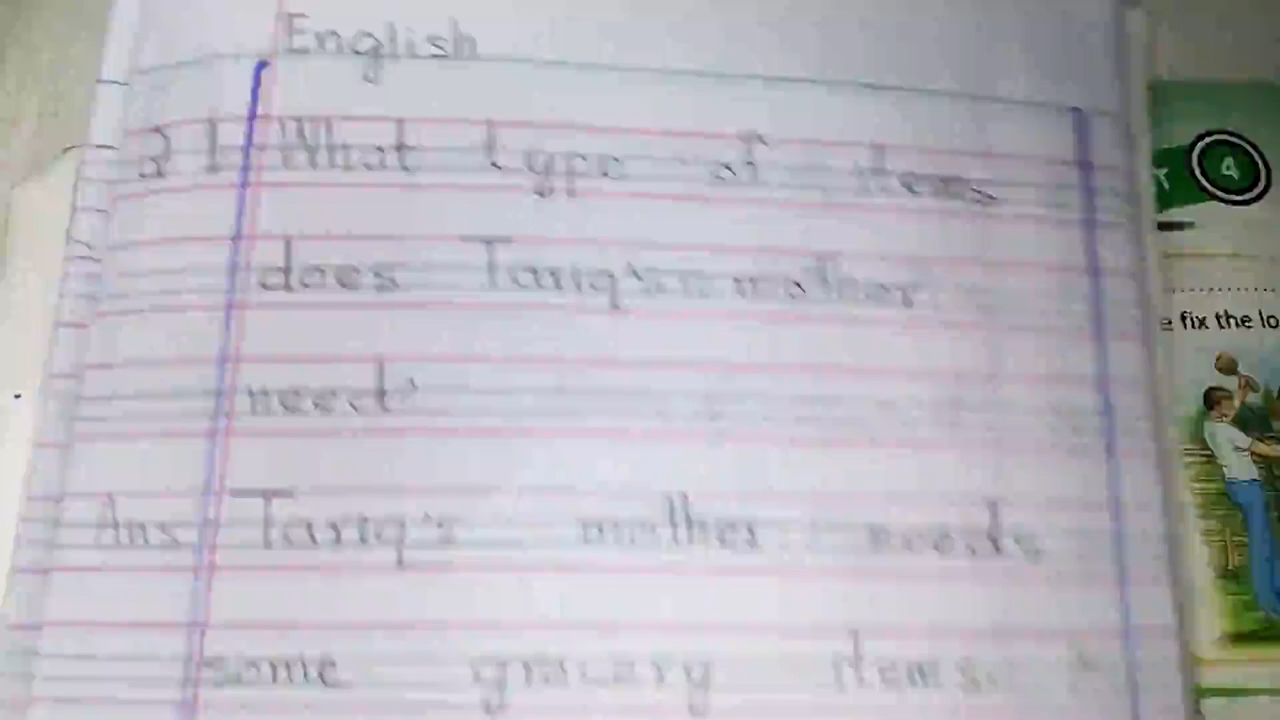 English
Q 1 What type of items
does Tariq's mother
need?
Ans Tariq's mother needs
some grocery items.
4
e fix the lo